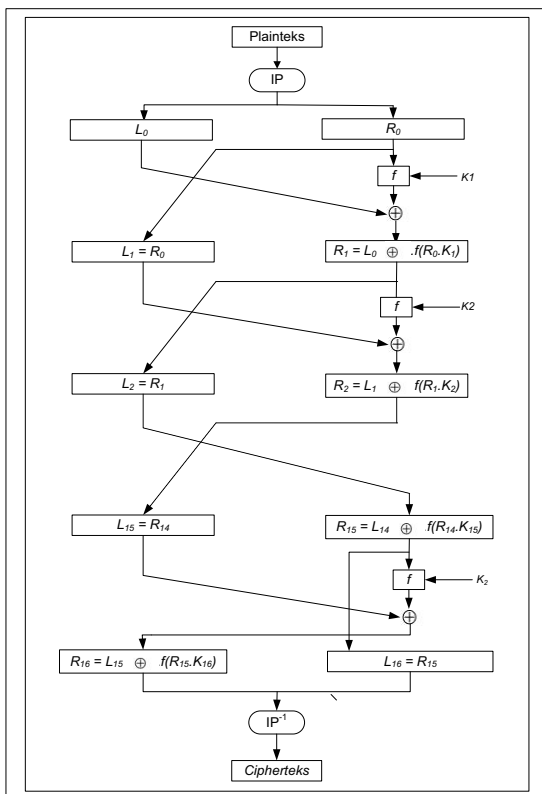 Plainteks
IP
L₀
R₀
f
K1
⊕
L₁ = R₀
R₁ = L₀ ⊕ .f(R₀.K₁)
f
K2
⊕
L₂ = R₁
R₂ = L₁ ⊕ f(R₁.K₂)
L₁₅ = R₁₄
R₁₅ = L₁₄ ⊕ .f(R₁₄.K₁₅)
f
K₂
⊕
R₁₆ = L₁₅ ⊕ .f(R₁₅.K₁₆)
L₁₆ = R₁₅
IP⁻¹
Cipherteks